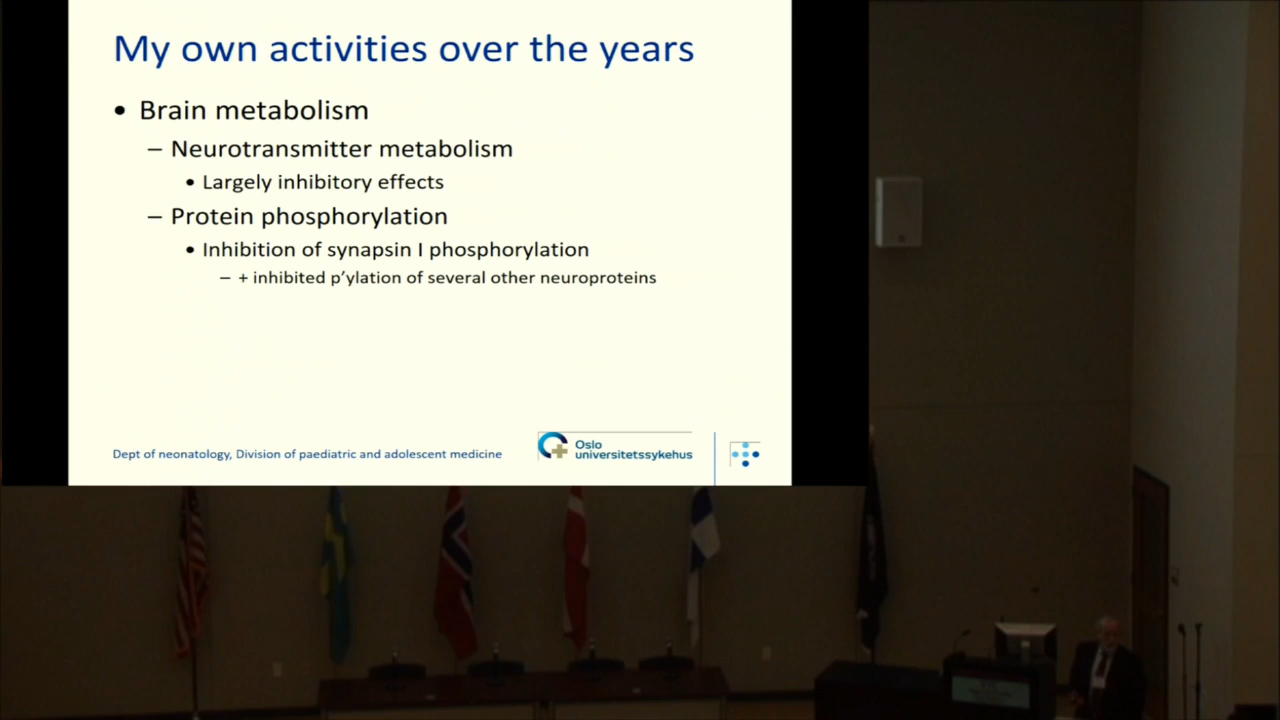 My own activities over the years
• Brain metabolism
– Neurotransmitter metabolism
• Largely inhibitory effects
– Protein phosphorylation
• Inhibition of synapsin I phosphorylation
– + inhibited p’ylation of several other neuroproteins
Dept of neonatology, Division of paediatric and adolescent medicine
Oslo
universitetssykehus